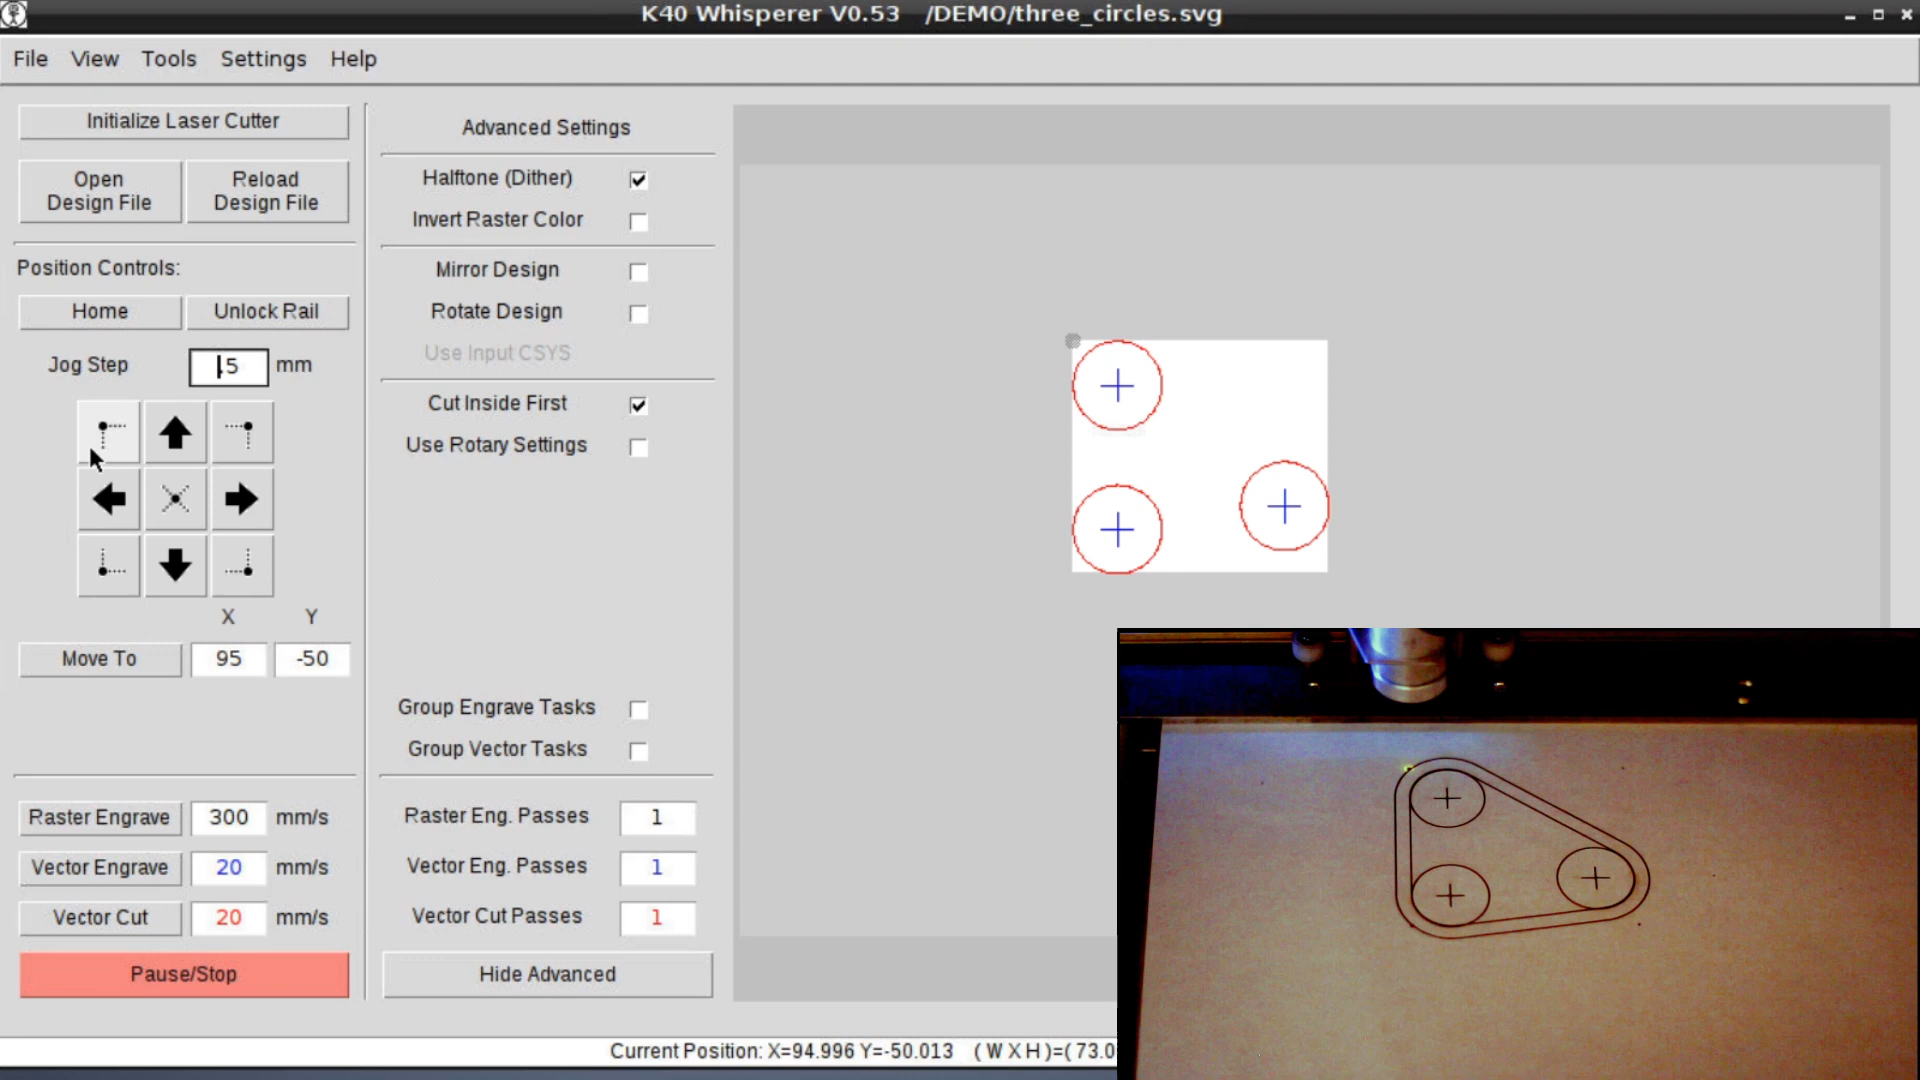 K40 Whisperer V0.53 /DEMO/three_circles.svg
File View Tools Settings Help
Initialize Laser Cutter
Open
Design File
Reload
Design File
Position Controls:
Home
Unlock Rail
Jog Step
.5
mm
X
Y
Move To
95
-50
Raster Engrave
300
mm/s
Vector Engrave
20
mm/s
Vector Cut
20
mm/s
Pause/Stop
Advanced Settings
Halftone (Dither)
Invert Raster Color
Mirror Design
Rotate Design
Use Input CSYS
Cut Inside First
Use Rotary Settings
Group Engrave Tasks
Group Vector Tasks
Raster Eng. Passes
1
Vector Eng. Passes
1
Vector Cut Passes
1
Hide Advanced
Current Position: X=94.996 Y=-50.013 ( W X H )=( 73.0